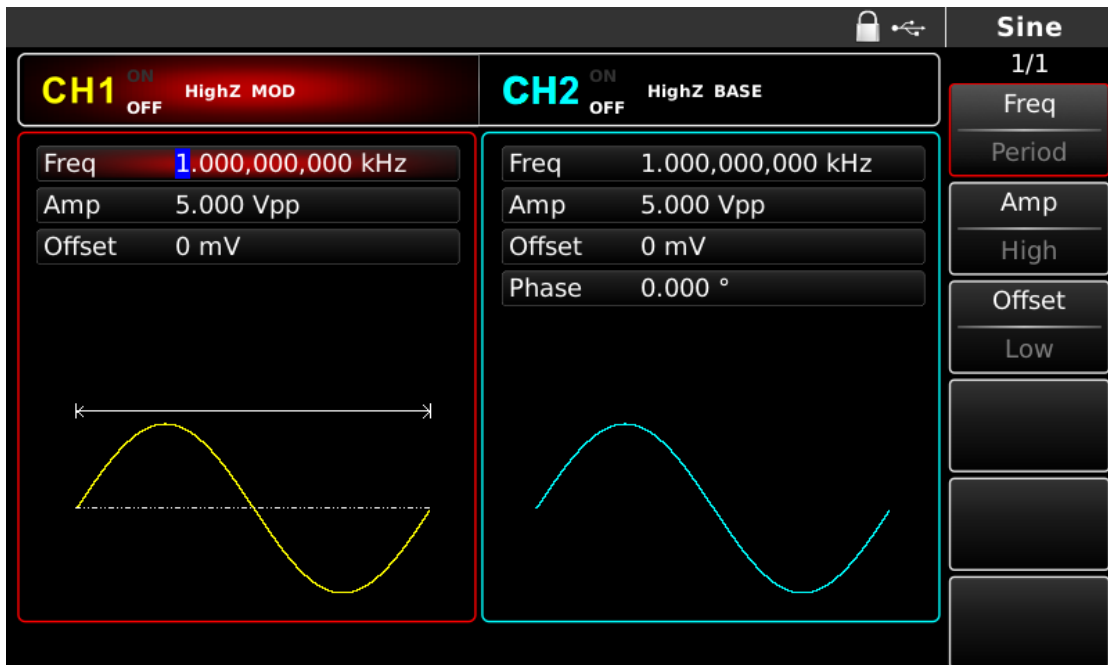 Sine
1/1
CH1 ON OFF HighZ MOD
CH2 ON OFF HighZ BASE
Freq 1.000,000,000 kHz
Amp 5.000 Vpp
Offset 0 mV
Freq 1.000,000,000 kHz
Amp 5.000 Vpp
Offset 0 mV
Phase 0.000 °
Freq
Period
Amp
High
Offset
Low